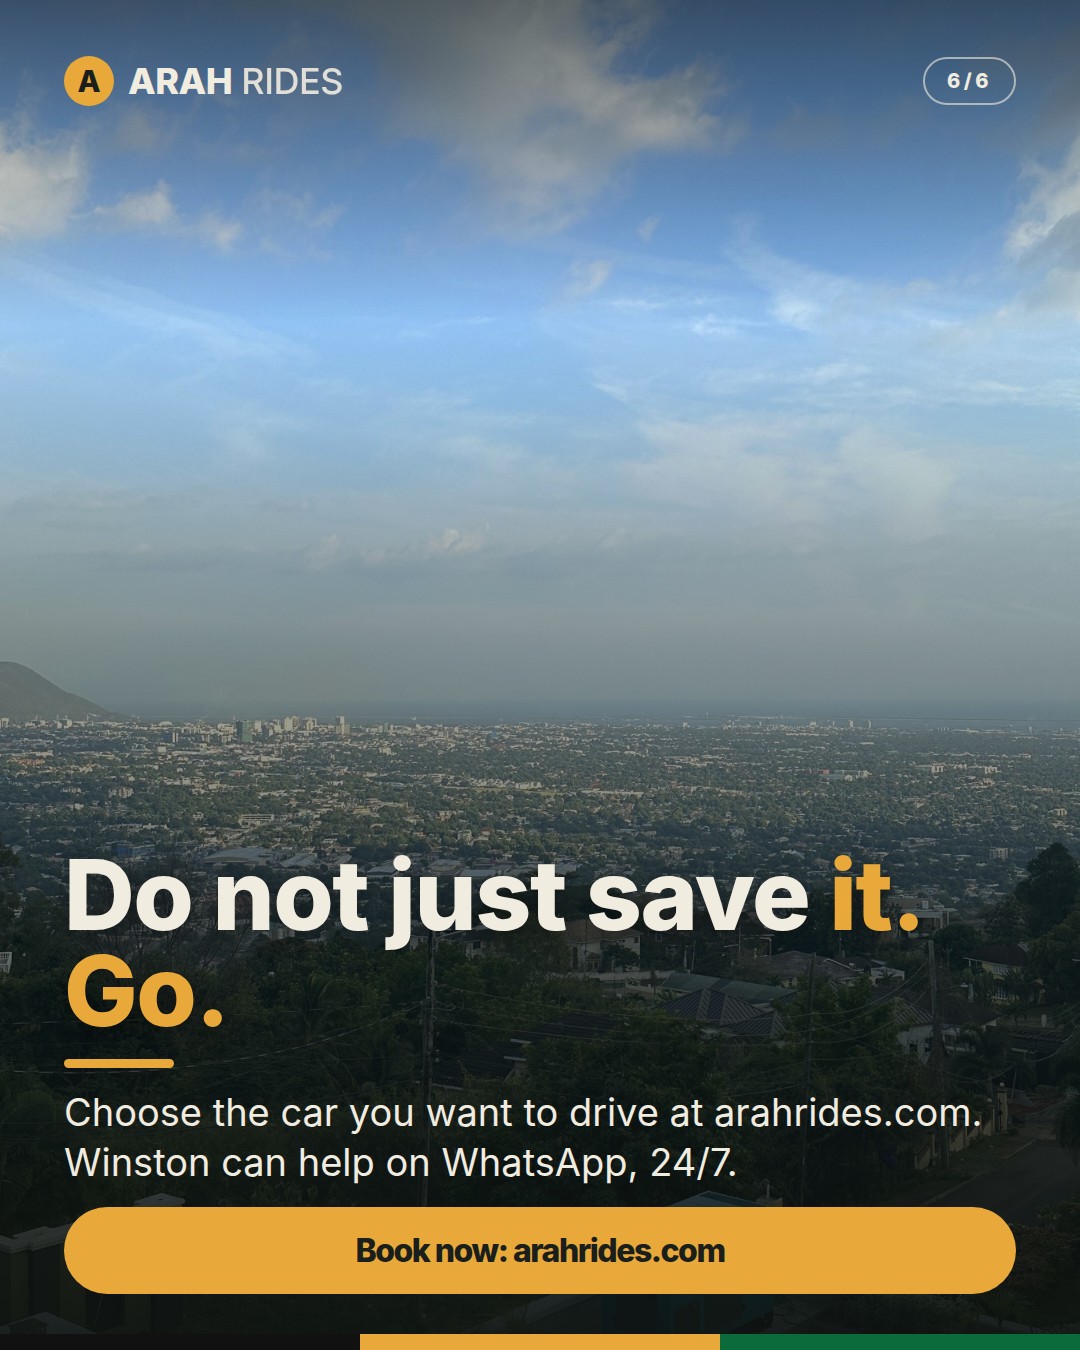 A ARAH RIDES
6/6
Do not just save it.
Go.
Choose the car you want to drive at arahrides.com.
Winston can help on WhatsApp, 24/7.
Book now: arahrides.com